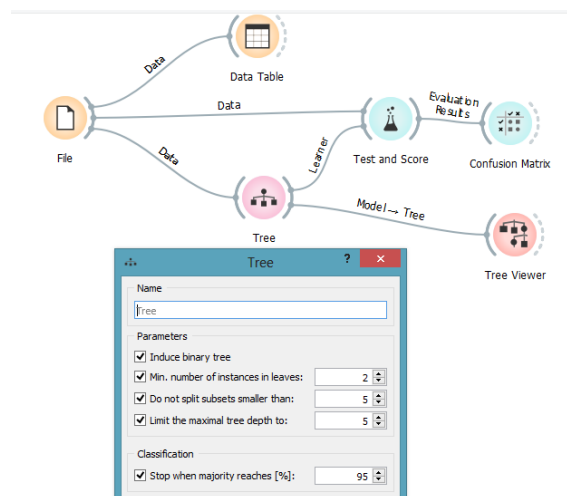 Data
Data Table
Data
Evaluation
Results
File
Learner
Test and Score
Confusion Matrix
Data
Model → Tree
Tree
Tree Viewer
Tree
?
×
Name
Tree
Parameters
Induce binary tree
Min. number of instances in leaves: 2
Do not split subsets smaller than: 5
Limit the maximal tree depth to: 5
Classification
Stop when majority reaches [%]: 95